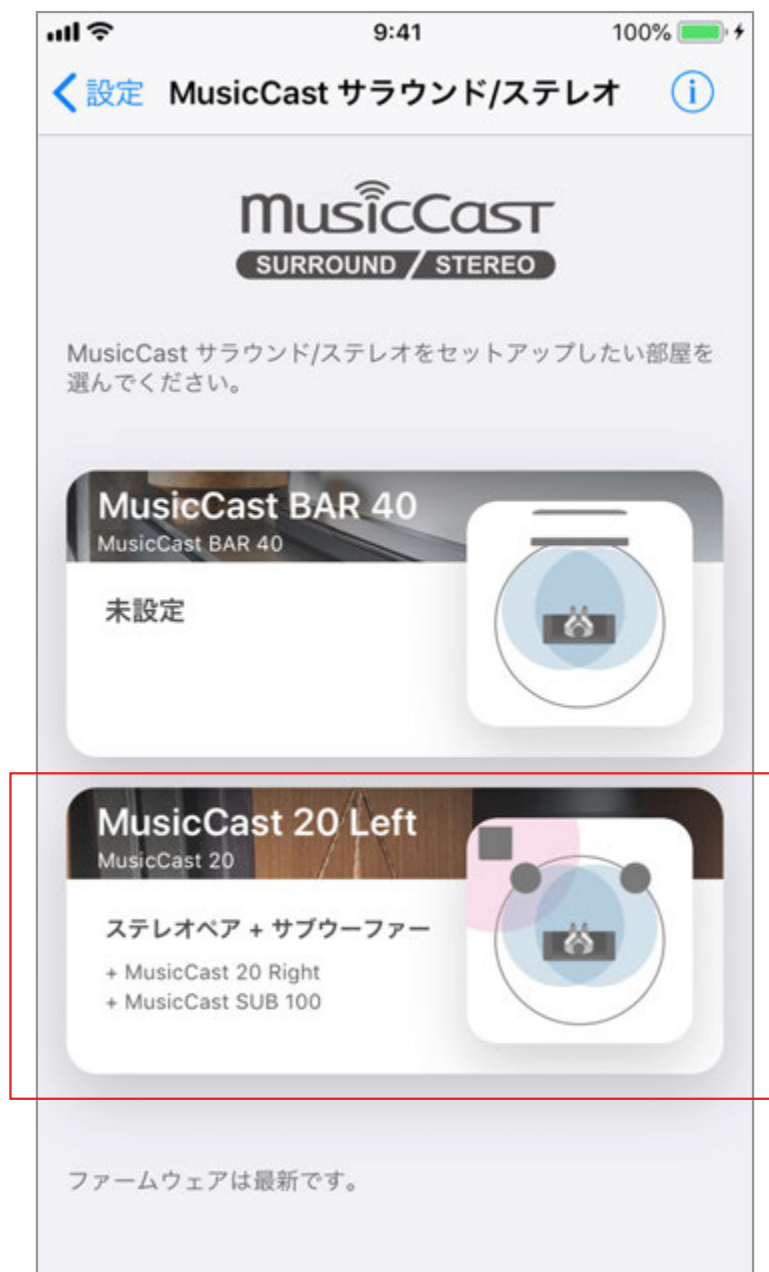 9:41
100%
設定 MusicCast サラウンド/ステレオ i
MusicCast
SURROUND / STEREO
MusicCast サラウンド/ステレオをセットアップしたい部屋を
選んでください。
MusicCast BAR 40
MusicCast BAR 40
未設定
MusicCast 20 Left
MusicCast 20
ステレオペア + サブウーファー
+ MusicCast 20 Right
+ MusicCast SUB 100
ファームウェアは最新です。